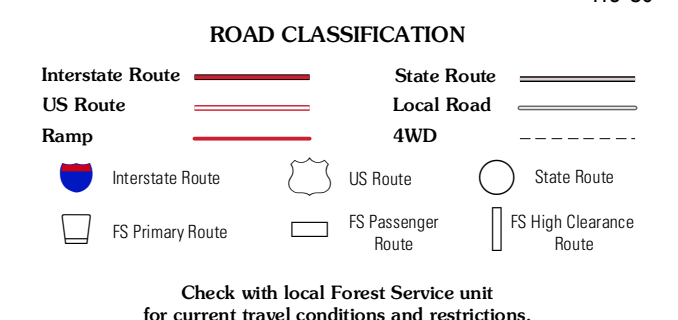 ROAD CLASSIFICATION
Interstate Route
State Route
US Route
Local Road
Ramp
4WD
Interstate Route
US Route
State Route
FS Primary Route
FS Passenger
Route
FS High Clearance
Route
Check with local Forest Service unit
for current travel conditions and restrictions.